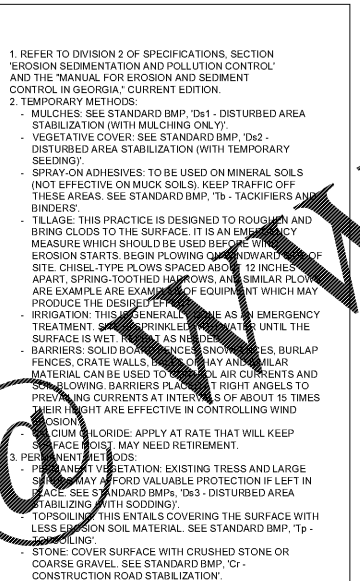 1. REFER TO DIVISION 2 OF SPECIFICATIONS, SECTION
'EROSION SEDIMENTATION AND POLLUTION CONTROL'
AND THE "MANUAL FOR EROSION AND SEDIMENT
CONTROL IN GEORGIA," CURRENT EDITION.
2. TEMPORARY METHODS:
- MULCHES: SEE STANDARD BMP, 'Ds1 - DISTURBED AREA
STABILIZATION (WITH MULCHING ONLY)'.
- VEGETATIVE COVER: SEE STANDARD BMP, 'Ds2 -
DISTURBED AREA STABILIZATION (WITH TEMPORARY
SEEDING)'.
- SPRAY-ON ADHESIVES: TO BE USED ON MINERAL SOILS
(NOT EFFECTIVE ON MUCK SOILS). KEEP TRAFFIC OFF
THESE AREAS. SEE STANDARD BMP, 'Tb - TACKIFIERS AND
BINDERS'.
- TILLAGE: THIS PRACTICE IS DESIGNED TO ROUGHEN AND
BRING CLODS TO THE SURFACE. IT IS AN EMERGENCY
MEASURE WHICH SHOULD BE USED BEFORE WIND
EROSION STARTS. BEGIN PLOWING ON WINDWARD SIDE OF
SITE. CHISEL-TYPE PLOWS SPACED ABOUT 12 INCHES
APART, SPRING-TOOTHED HARROWS, AND SIMILAR PLOWS
ARE EXAMPLE ARE EXAMPLES OF EQUIPMENT WHICH MAY
PRODUCE THE DESIRED EFFECT.
- IRRIGATION: THIS IS GENERALLY DONE AS AN EMERGENCY
TREATMENT. SITE IS SPRINKLED WITH WATER UNTIL THE
SURFACE IS WET. REPEAT AS NEEDED.
- BARRIERS: SOLID BOARD FENCES, SNOW FENCES, BURLAP
FENCES, CRATE WALLS, BALES OF HAY AND SIMILAR
MATERIAL CAN BE USED TO CONTROL AIR CURRENTS AND
SOIL BLOWING. BARRIERS PLACED AT RIGHT ANGELS TO
PREVAILING CURRENTS AT INTERVALS OF ABOUT 15 TIMES
THEIR HEIGHT ARE EFFECTIVE IN CONTROLLING WIND
EROSION.
- CALCIUM CHLORIDE: APPLY AT RATE THAT WILL KEEP
SURFACE MOIST. MAY NEED RETIREMENT.
3. PERMANENT METHODS:
- PERMANENT VEGETATION: EXISTING TRESS AND LARGE
SHRUBS MAY AFFORD VALUABLE PROTECTION IF LEFT IN
PLACE. SEE STANDARD BMPs, 'Ds3 - DISTURBED AREA
STABILIZING (WITH SODDING)'.
- TOPSOILING: THIS ENTAILS COVERING THE SURFACE WITH
LESS EROSION SOIL MATERIAL. SEE STANDARD BMP, 'Tp -
TOPSOILING'.
- STONE: COVER SURFACE WITH CRUSHED STONE OR
COARSE GRAVEL. SEE STANDARD BMP, 'Cr -
CONSTRUCTION ROAD STABILIZATION'.